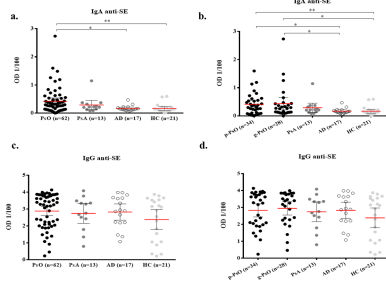 a.
IgA anti-SE
**
*
OD 1/100
3
2
1
0
PsO (n=62) PsA (n=13) AD (n=17) HC (n=21)
b.
IgA anti-SE
**
*
*
*
OD 1/100
3
2
1
0
p-PsO (n=34) g-PsO (n=28) PsA (n=13) AD (n=17) HC (n=21)
c.
IgG anti-SE
OD 1/100
5
4
3
2
1
0
PsO (n=62) PsA (n=13) AD (n=17) HC (n=21)
d.
IgG anti-SE
OD 1/100
5
4
3
2
1
0
p-PsO (n=34) g-PsO (n=28) PsA (n=13) AD (n=17) HC (n=21)